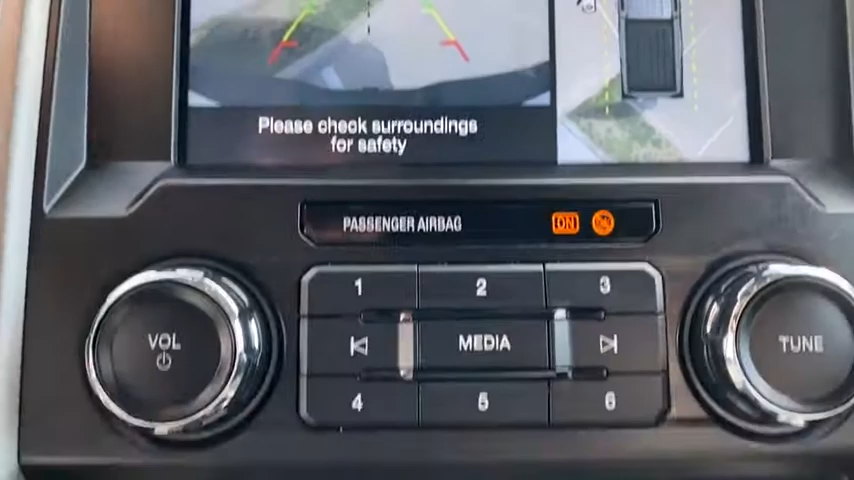 Please check surroundings
for safety
PASSENGER AIRBAG ON
1 2 3
VOL MEDIA TUNE
4 5 6